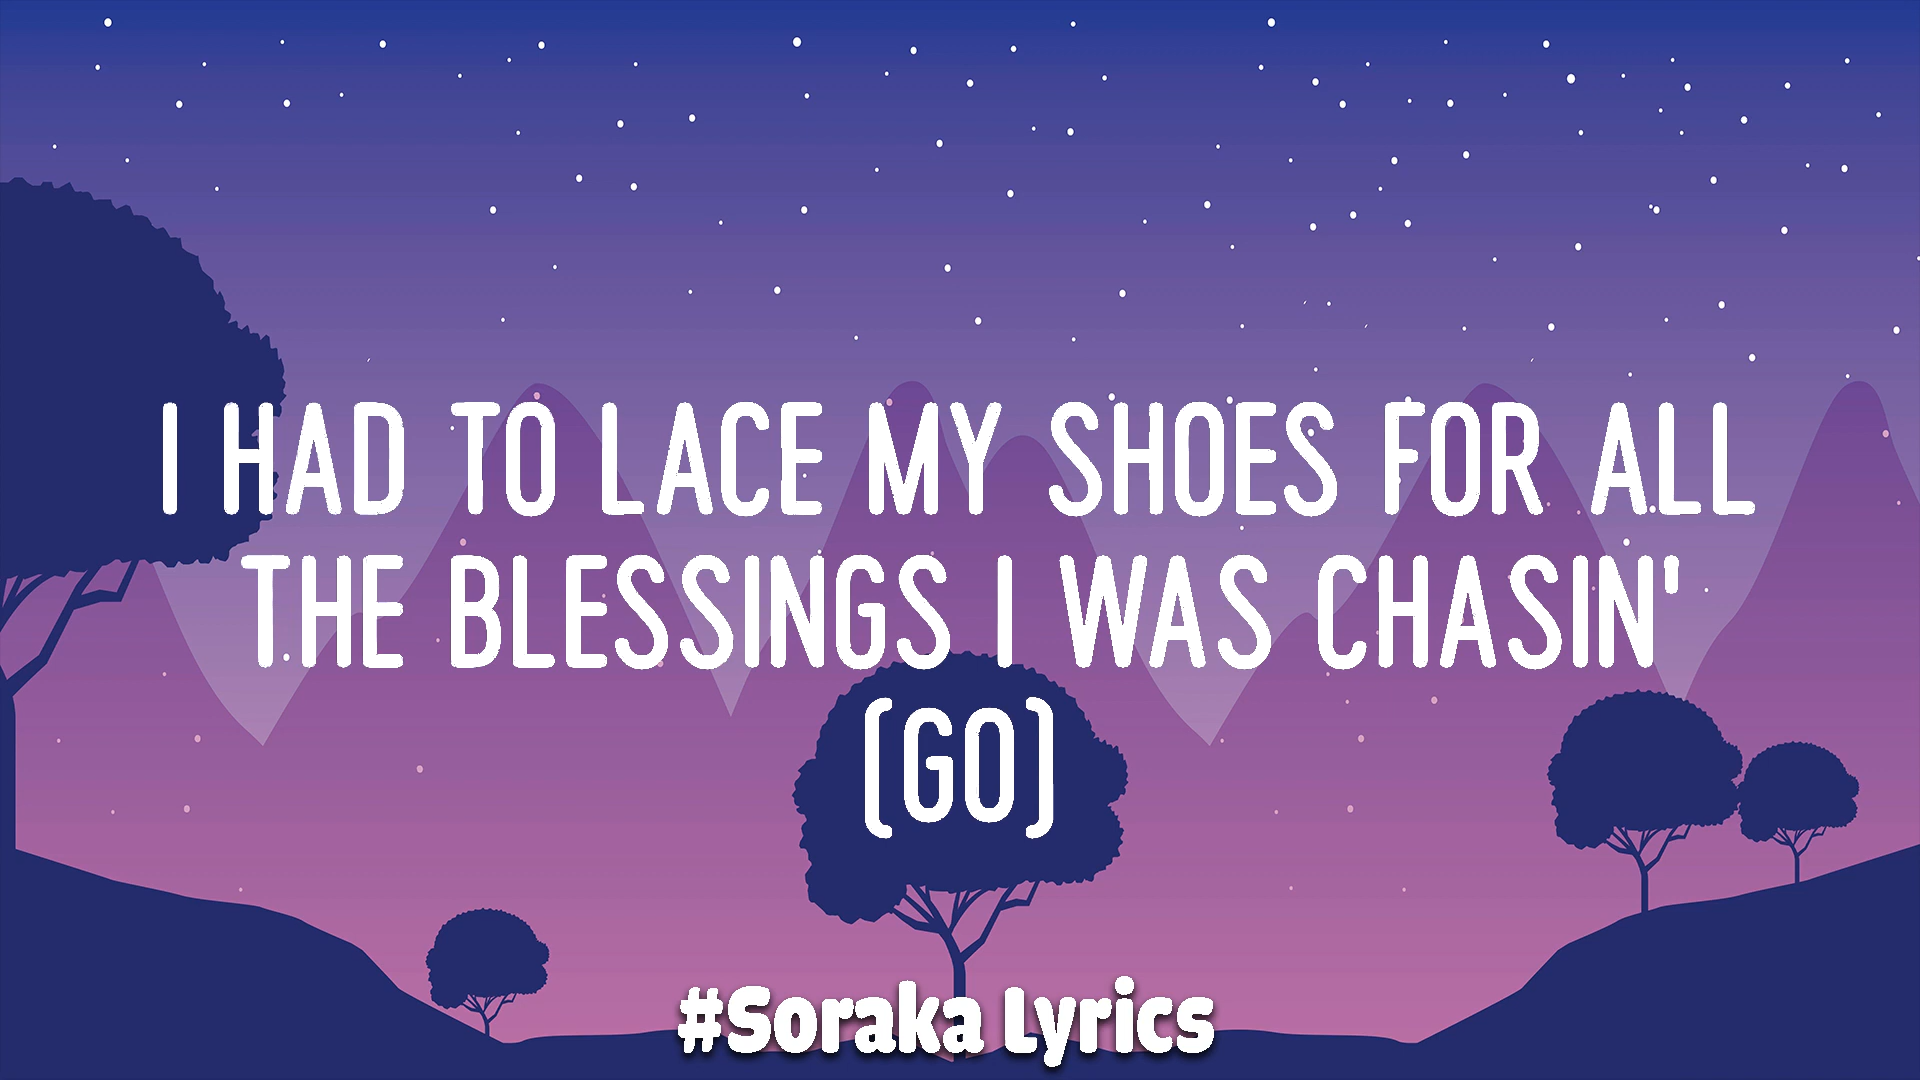 I HAD TO LACE MY SHOES FOR ALL
THE BLESSINGS I WAS CHASIN'
(GO)
#Soraka Lyrics